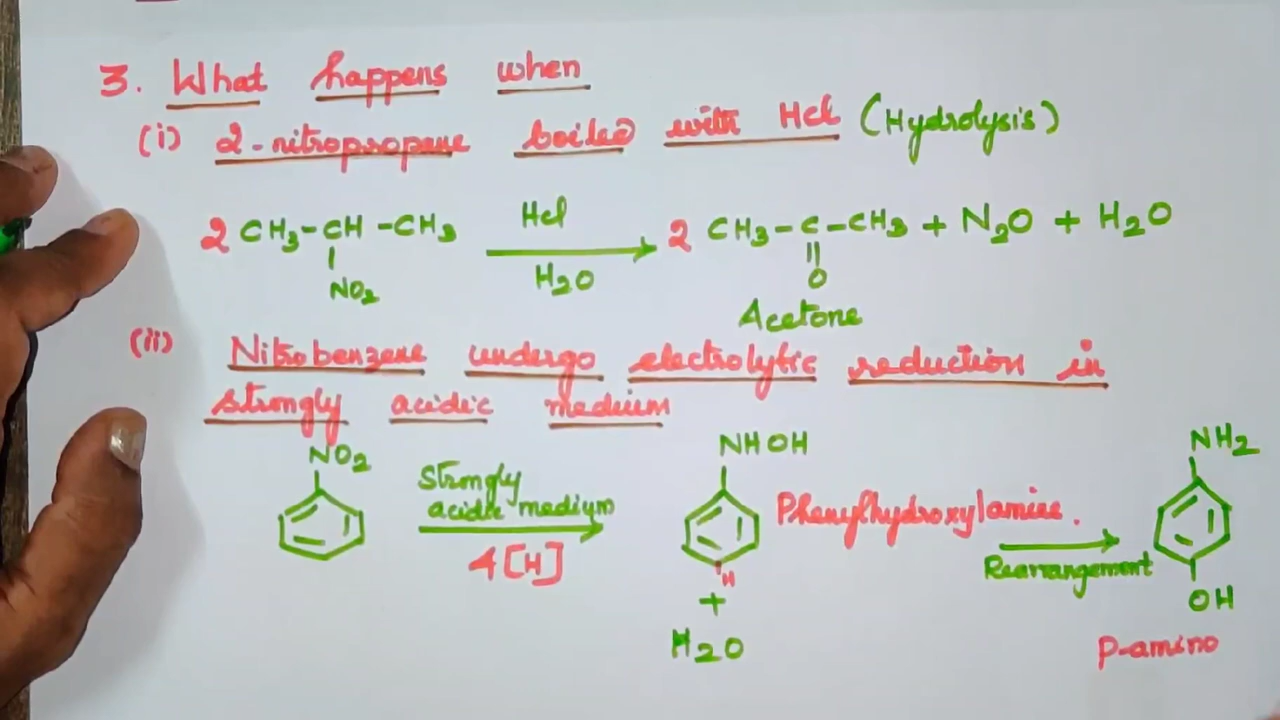 3. What happens when
(i) 2-nitropropane boiled with HCl (Hydrolysis)
2 CH3-CH-CH3 HCl H2O 2 CH3-C-CH3 + N2O + H2O
NO2 O
Acetone
(ii) Nitrobenzene undergo electrolytic reduction in
strongly acidic medium
NO2 Strongly acidic medium 4[H] NHOH Phenylhydroxylamine. Rearrangement NH2
H
+ OH
H2O p-amino